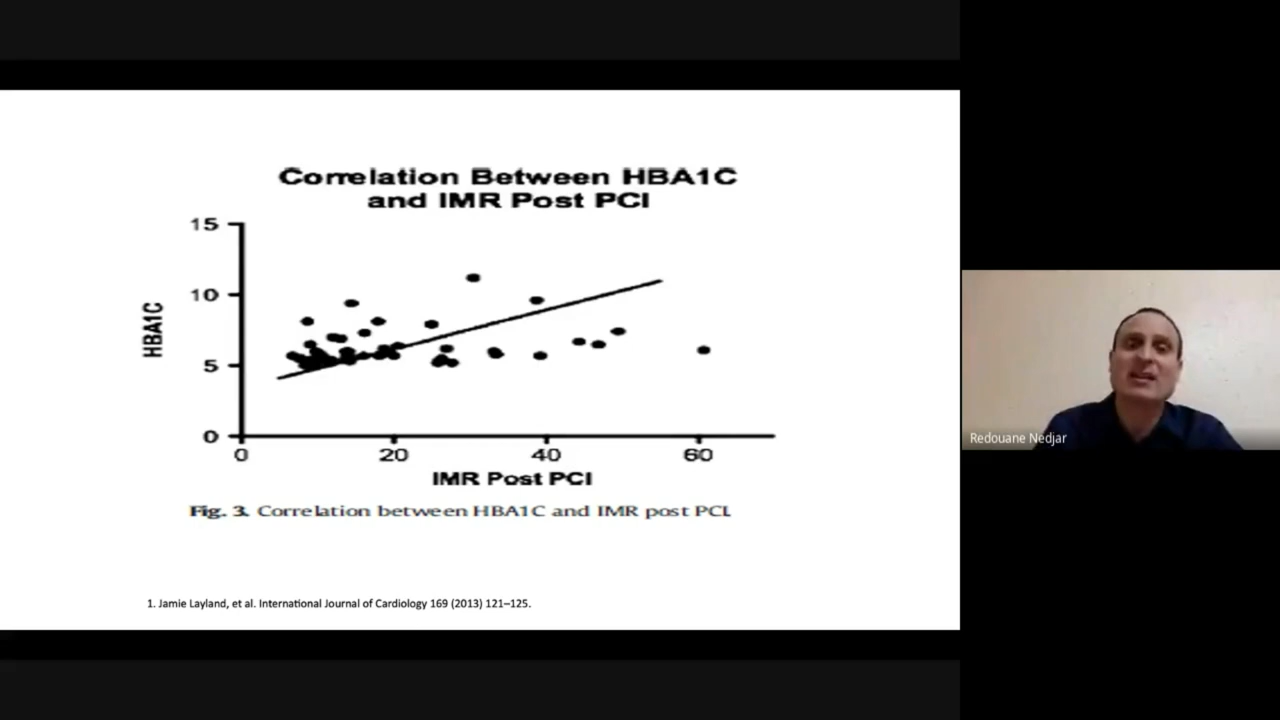 Correlation Between HBA1C
and IMR Post PCI
15
10
5
0
HBA1C
0 20 40 60
IMR Post PCI
Fig. 3. Correlation between HBA1C and IMR post PCI.
1. Jamie Layland, et al. International Journal of Cardiology 169 (2013) 121–125.
Redouane Nedjar